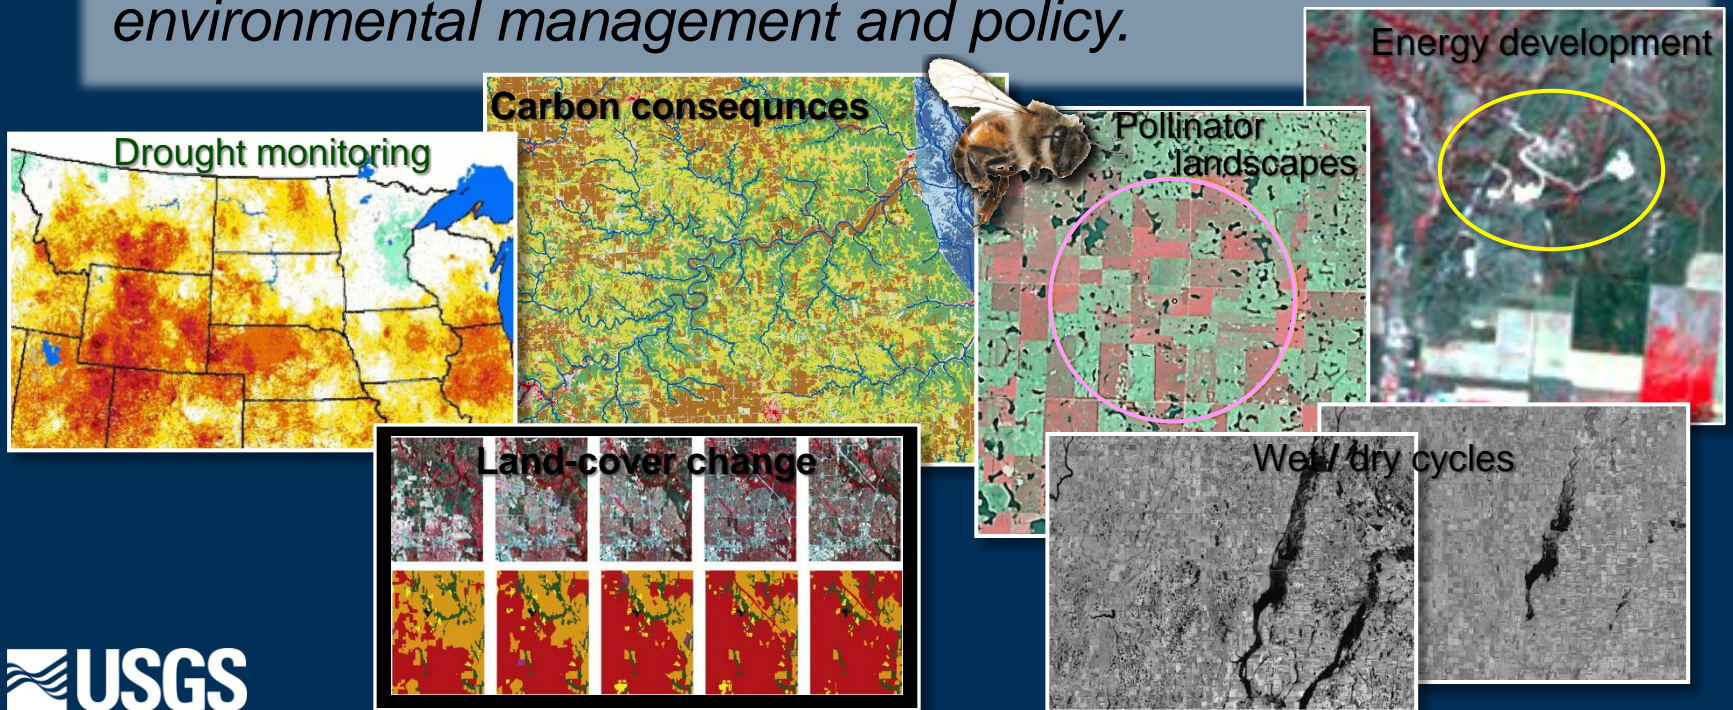 environmental management and policy.
Energy development
Carbon consequnces
Pollinator
landscapes
Drought monitoring
Land-cover change
Wet / dry cycles
USGS